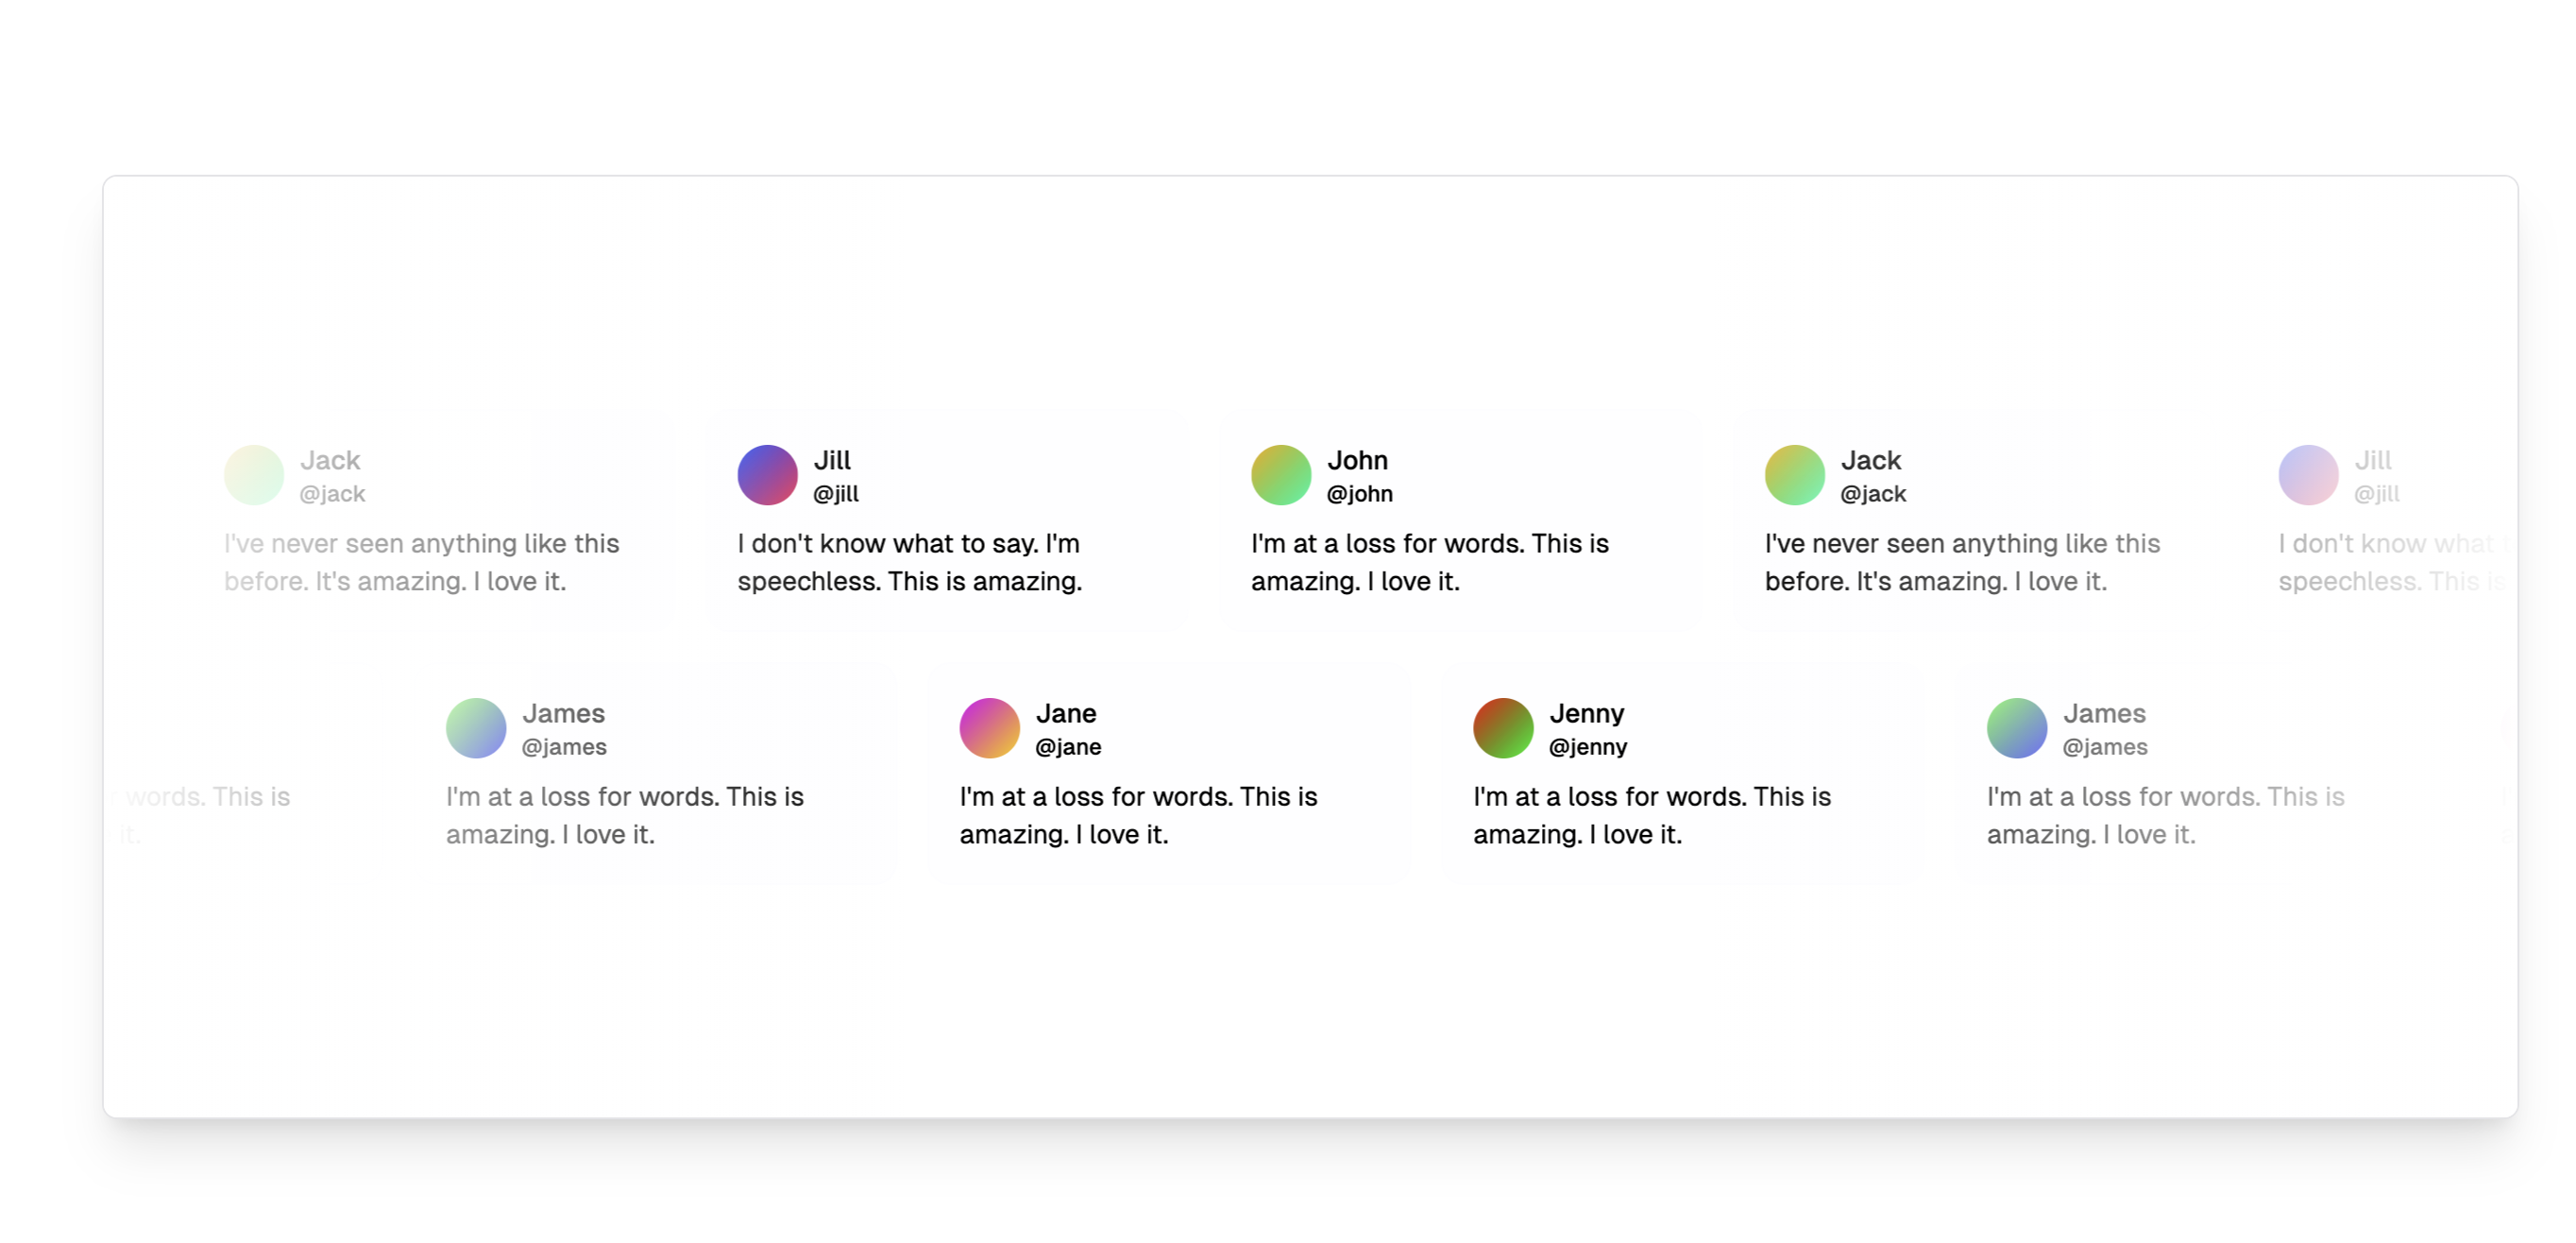 Jack
@jack
I've never seen anything like this
before. It's amazing. I love it.
Jill
@jill
I don't know what to say. I'm
speechless. This is amazing.
John
@john
I'm at a loss for words. This is
amazing. I love it.
Jack
@jack
I've never seen anything like this
before. It's amazing. I love it.
Jill
@jill
I don't know what
speechless. This is
words. This is
it.
James
@james
I'm at a loss for words. This is
amazing. I love it.
Jane
@jane
I'm at a loss for words. This is
amazing. I love it.
Jenny
@jenny
I'm at a loss for words. This is
amazing. I love it.
James
@james
I'm at a loss for words. This is
amazing. I love it.